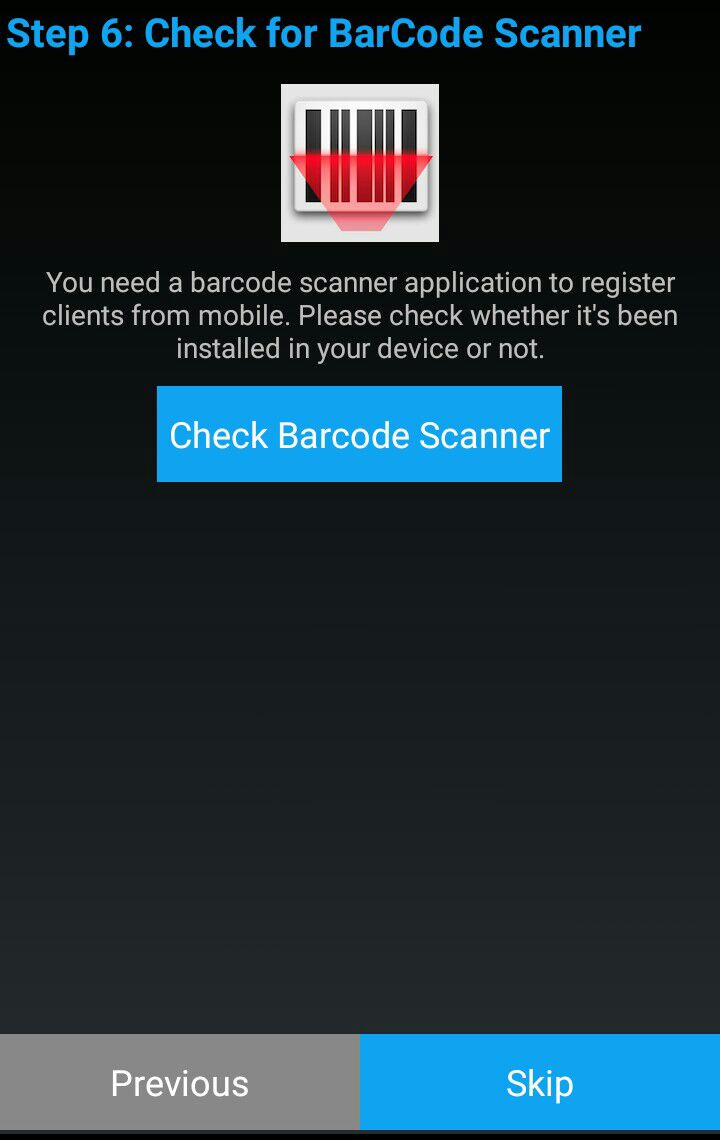 Step 6: Check for BarCode Scanner
You need a barcode scanner application to register
clients from mobile. Please check whether it's been
installed in your device or not.
Check Barcode Scanner
Previous
Skip